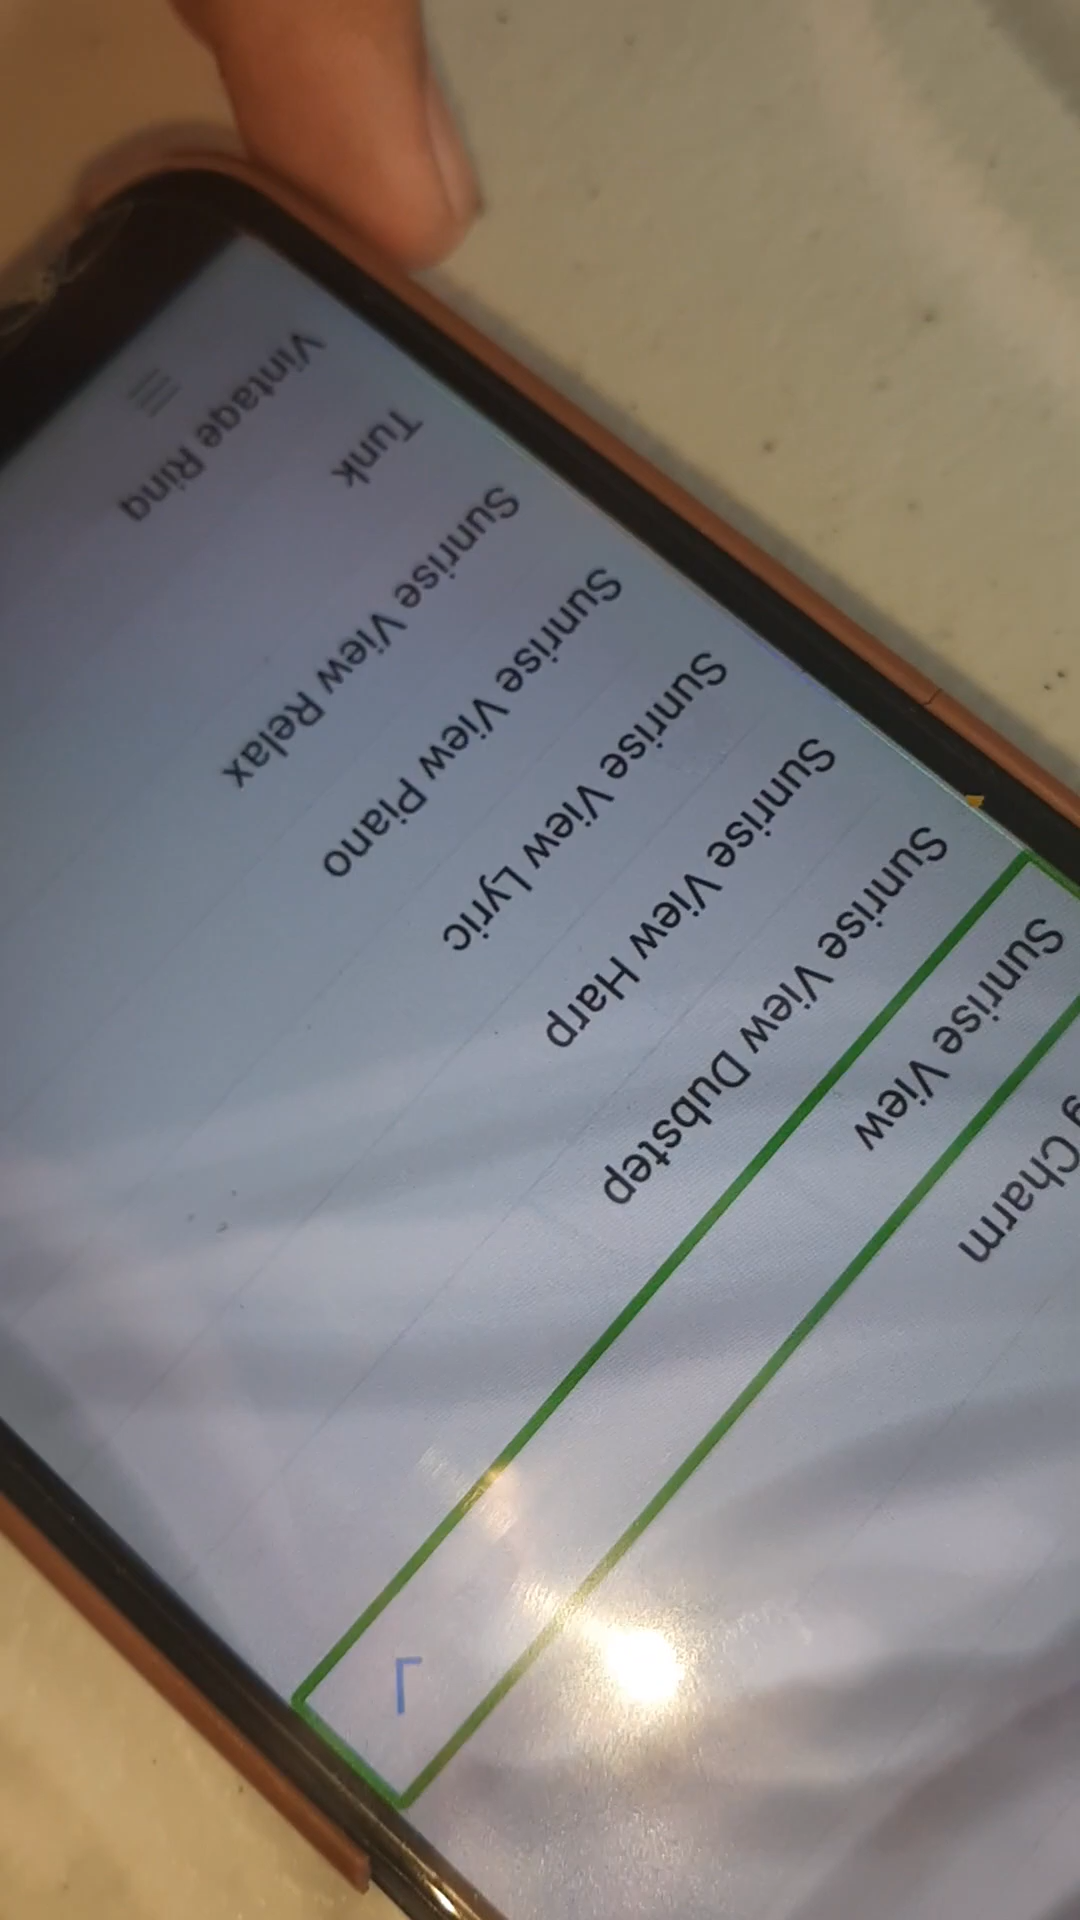 Charm
Sunrise View
Sunrise View Dubstep
Sunrise View Harp
Sunrise View Lyric
Sunrise View Piano
Sunrise View Relax
Tunk
Vintage Ring